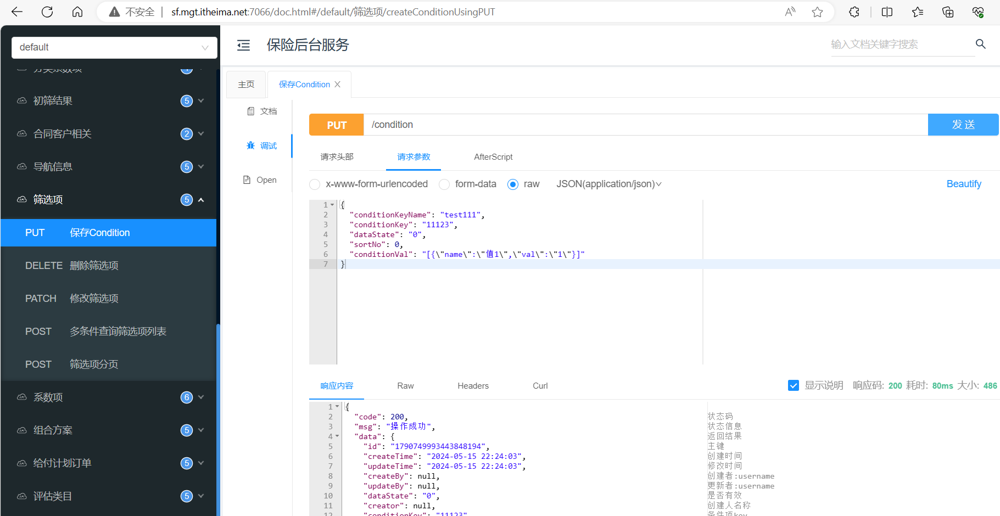 不安全
sf.mgt.itheima.net:7066/doc.html#/default/筛选项/createConditionUsingPUT
default
保险后台服务
输入文档关键字搜索
初筛结果 5
合同客户相关 2
导航信息 5
筛选项 5
PUT 保存Condition
DELETE 删除筛选项
PATCH 修改筛选项
POST 多条件查询筛选项列表
POST 筛选项分页
系数项 6
组合方案 5
给付计划订单 5
评估类目 5
主页
保存Condition
文档
调试
Open
PUT /condition 发 送
请求头部 请求参数 AfterScript
x-www-form-urlencoded form-data raw JSON(application/json) Beautify
1 {
2 "conditionKeyName": "test111",
3 "conditionKey": "11123",
4 "dataState": "0",
5 "sortNo": 0,
6 "conditionVal": "[{\"name\":\"值1\",\"val\":\"1\"}]"
7 }
响应内容 Raw Headers Curl 显示说明 响应码: 200 耗时: 80ms 大小: 486
1 {
2 "code": 200, 状态码
3 "msg": "操作成功", 状态信息
4 "data": { 返回结果
5 "id": "1790749993443848194", 主键
6 "createTime": "2024-05-15 22:24:03", 创建时间
7 "updateTime": "2024-05-15 22:24:03", 修改时间
8 "createBy": null, 创建者:username
9 "updateBy": null, 更新者:username
10 "dataState": "0", 是否有效
11 "creator": null, 创建人名称
12 "conditionKey": "11123" 条件项key